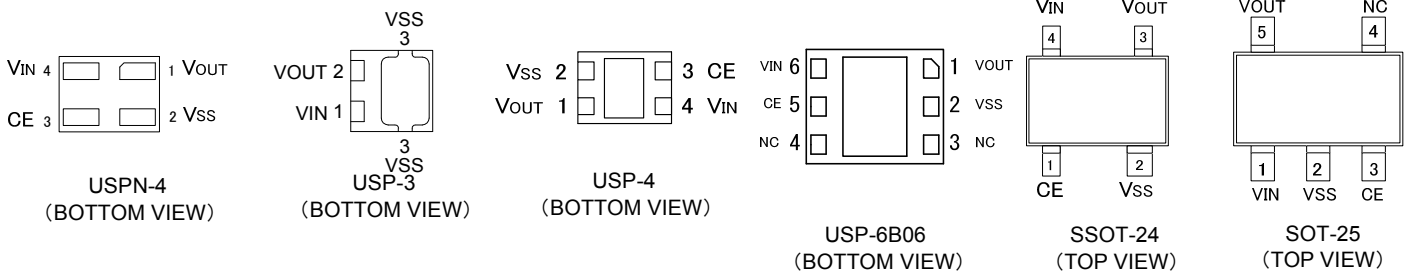 VIN 4
1 VOUT
CE 3
2 VSS
USPN-4
(BOTTOM VIEW)
VSS
3
VOUT 2
VIN 1
3
VSS
USP-3
(BOTTOM VIEW)
VSS 2
3 CE
VOUT 1
4 VIN
USP-4
(BOTTOM VIEW)
VIN 6
1 VOUT
CE 5
2 VSS
NC 4
3 NC
USP-6B06
(BOTTOM VIEW)
VIN VOUT
4 3
1 2
CE VSS
SSOT-24
(TOP VIEW)
VOUT NC
5 4
1 2 3
VIN VSS CE
SOT-25
(TOP VIEW)